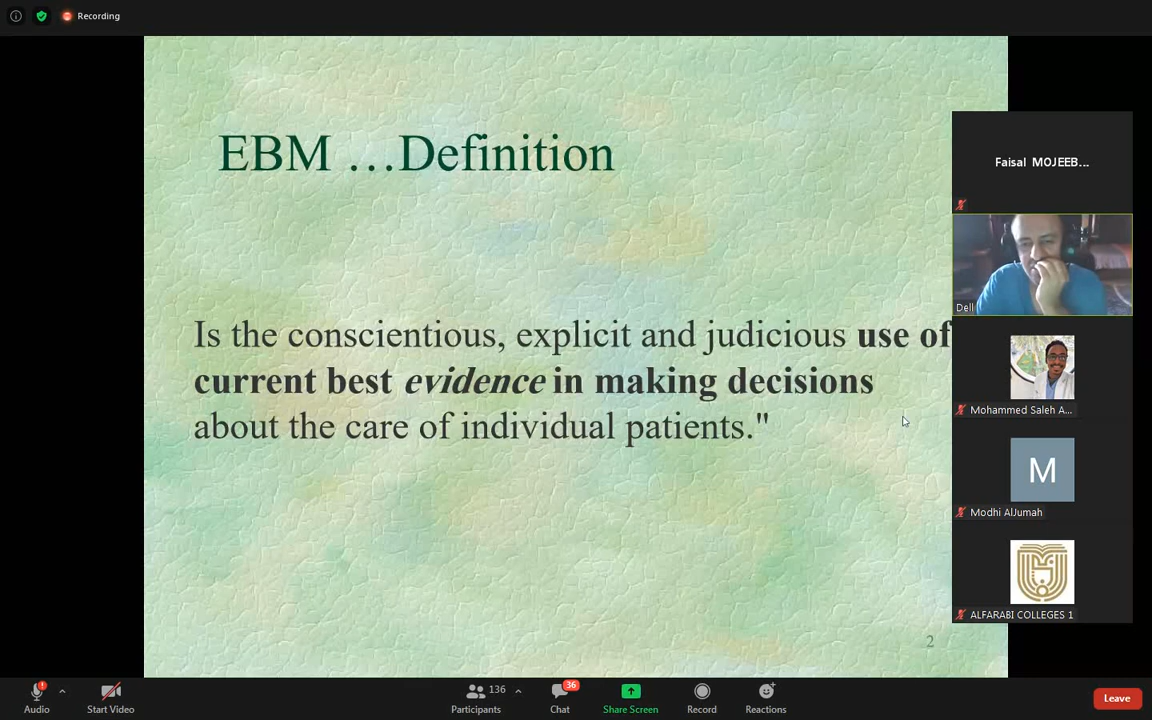 Recording
EBM …Definition
Is the conscientious, explicit and judicious use of
current best evidence in making decisions
about the care of individual patients."
2
Faisal MOJEEB...
Dell
Mohammed Saleh A...
M
Modhi AlJumah
ALFARABI COLLEGES 1
Audio
Start Video
136
Participants
36
Chat
Share Screen
Record
Reactions
Leave